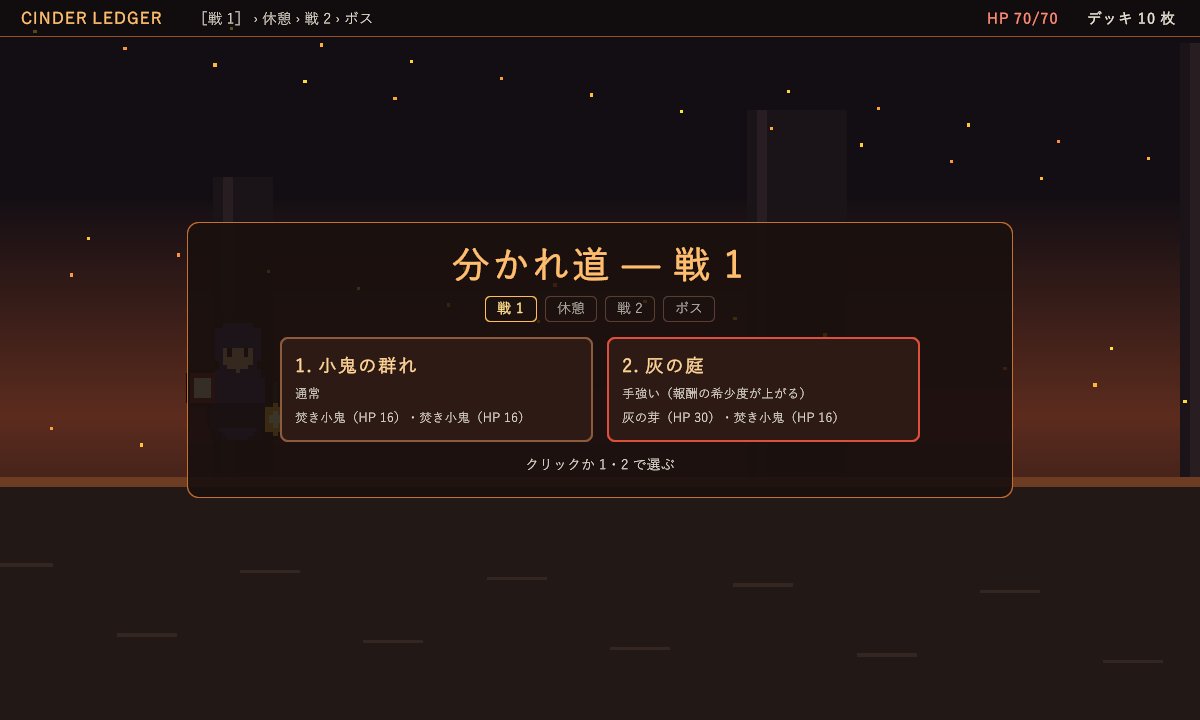 CINDER LEDGER ［戦 1］ › 休憩 › 戦 2 › ボス HP 70/70 デッキ 10 枚
分かれ道 — 戦 1
戦 1 休憩 戦 2 ボス
1. 小鬼の群れ
通常
焚き小鬼（HP 16）・焚き小鬼（HP 16）
2. 灰の庭
手強い（報酬の希少度が上がる）
灰の芽（HP 30）・焚き小鬼（HP 16）
クリックか 1・2 で選ぶ